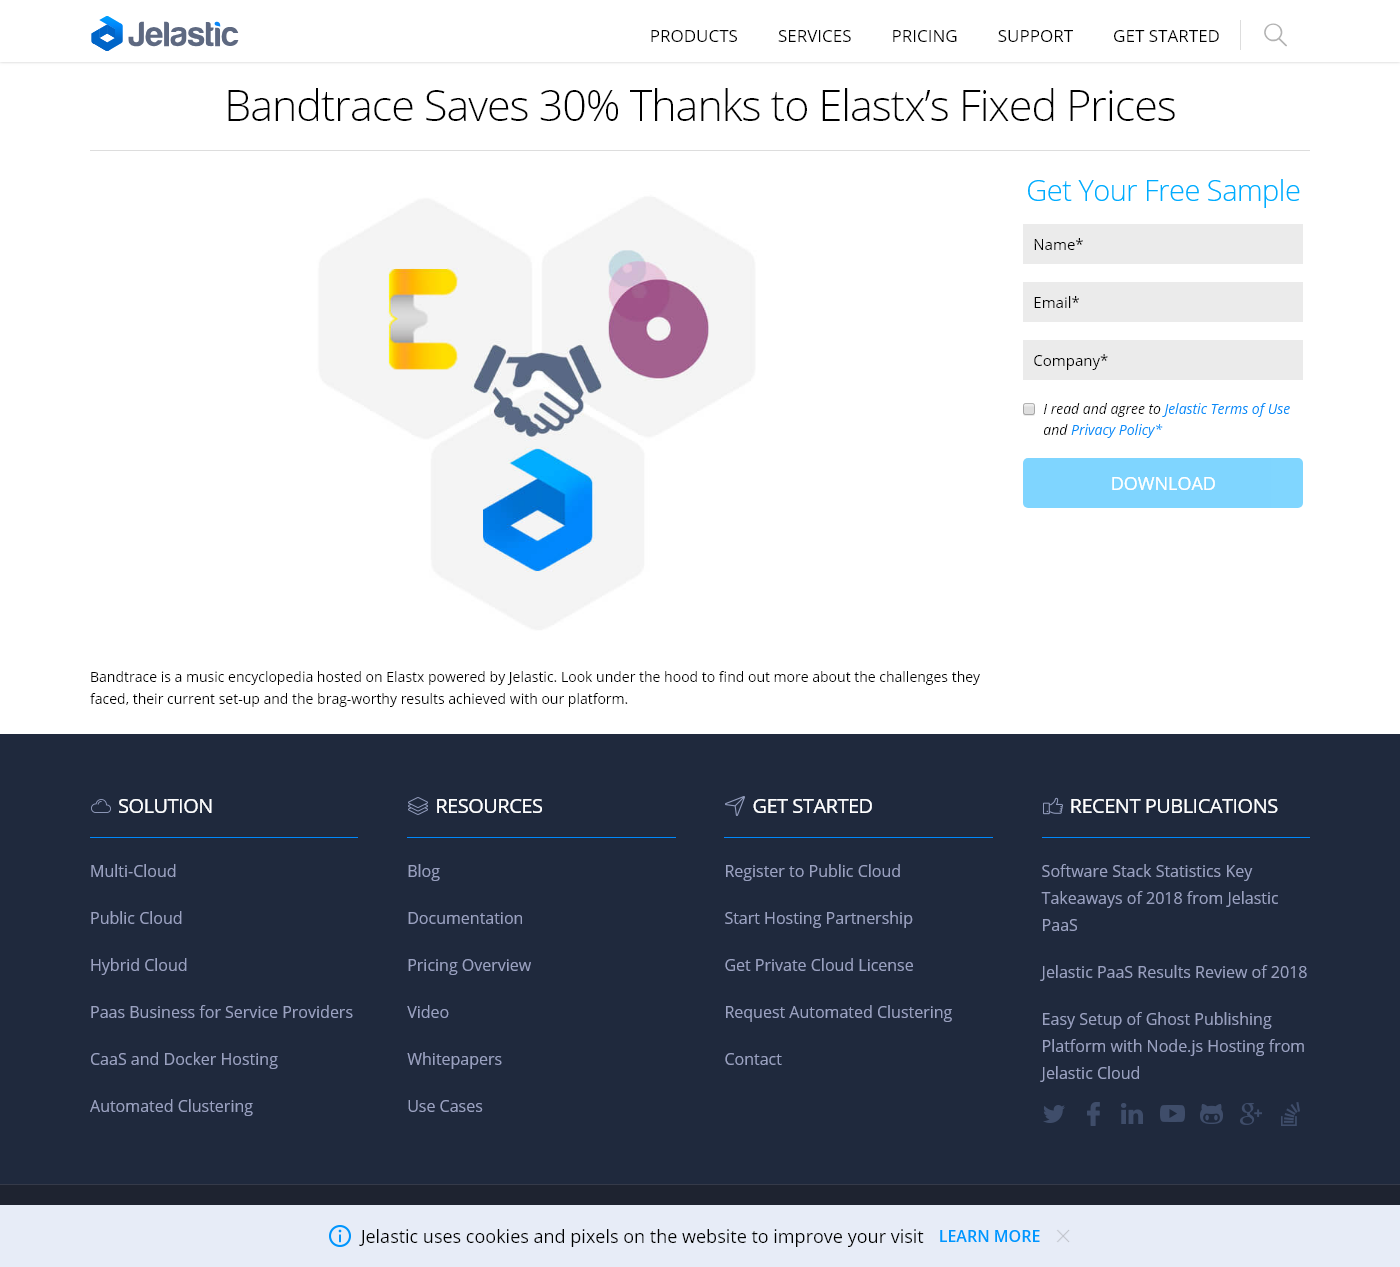 Jelastic
PRODUCTS
SERVICES
PRICING
SUPPORT
GET STARTED
Bandtrace Saves 30% Thanks to Elastx’s Fixed Prices
Get Your Free Sample
Name*
Email*
Company*
I read and agree to Jelastic Terms of Use
and Privacy Policy*
DOWNLOAD
Bandtrace is a music encyclopedia hosted on Elastx powered by Jelastic. Look under the hood to find out more about the challenges they
faced, their current set-up and the brag-worthy results achieved with our platform.
SOLUTION
Multi-Cloud
Public Cloud
Hybrid Cloud
Paas Business for Service Providers
CaaS and Docker Hosting
Automated Clustering
RESOURCES
Blog
Documentation
Pricing Overview
Video
Whitepapers
Use Cases
GET STARTED
Register to Public Cloud
Start Hosting Partnership
Get Private Cloud License
Request Automated Clustering
Contact
RECENT PUBLICATIONS
Software Stack Statistics Key
Takeaways of 2018 from Jelastic
PaaS
Jelastic PaaS Results Review of 2018
Easy Setup of Ghost Publishing
Platform with Node.js Hosting from
Jelastic Cloud
Jelastic uses cookies and pixels on the website to improve your visit
LEARN MORE